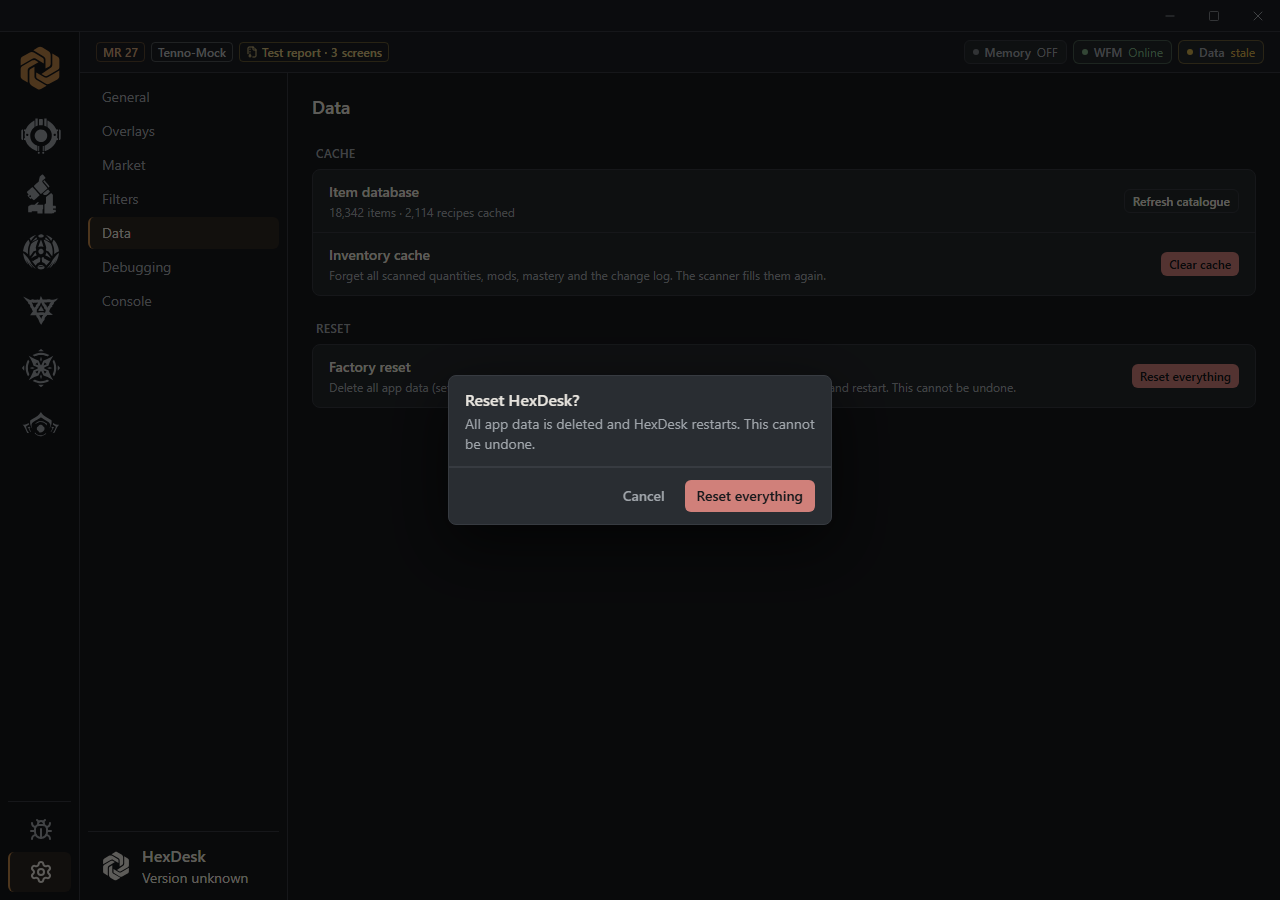 MR 27
Tenno-Mock
Test report · 3 screens
Memory OFF
WFM Online
Data stale
General
Overlays
Market
Filters
Data
Debugging
Console
Data
CACHE
Item database
18,342 items · 2,114 recipes cached
Refresh catalogue
Inventory cache
Forget all scanned quantities, mods, mastery and the change log. The scanner fills them again.
Clear cache
RESET
Factory reset
Delete all app data and restart. This cannot be undone.
Reset everything
Reset HexDesk?
All app data is deleted and HexDesk restarts. This cannot
be undone.
Cancel
Reset everything
HexDesk
Version unknown